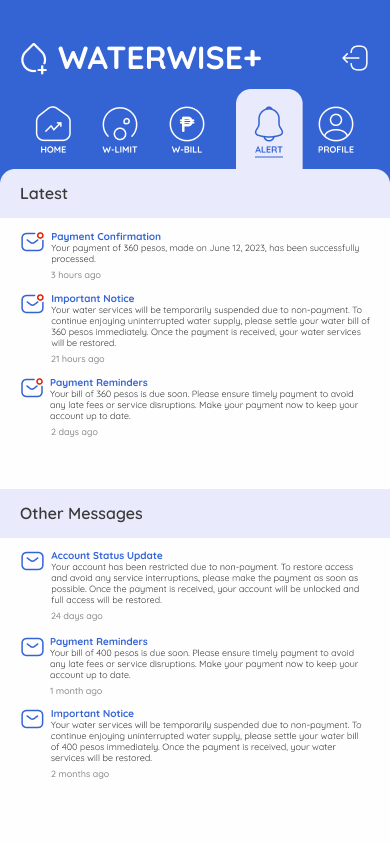 WATERWISE+
HOME W-LIMIT W-BILL ALERT PROFILE
Latest
Payment Confirmation
Your payment of 360 pesos, made on June 12, 2023, has been successfully
processed.
3 hours ago
Important Notice
Your water services will be temporarily suspended due to non-payment. To
continue enjoying uninterrupted water supply, please settle your water bill of
360 pesos immediately. Once the payment is received, your water services
will be restored.
21 hours ago
Payment Reminders
Your bill of 360 pesos is due soon. Please ensure timely payment to avoid
any late fees or service disruptions. Make your payment now to keep your
account up to date.
2 days ago
Other Messages
Account Status Update
Your account has been restricted due to non-payment. To restore access
and avoid any service interruptions, please make the payment as soon as
possible. Once the payment is received, your account will be unlocked and
full access will be restored.
24 days ago
Payment Reminders
Your bill of 400 pesos is due soon. Please ensure timely payment to avoid
any late fees or service disruptions. Make your payment now to keep your
account up to date.
1 month ago
Important Notice
Your water services will be temporarily suspended due to non-payment. To
continue enjoying uninterrupted water supply, please settle your water bill
of 400 pesos immediately. Once the payment is received, your water
services will be restored.
2 months ago